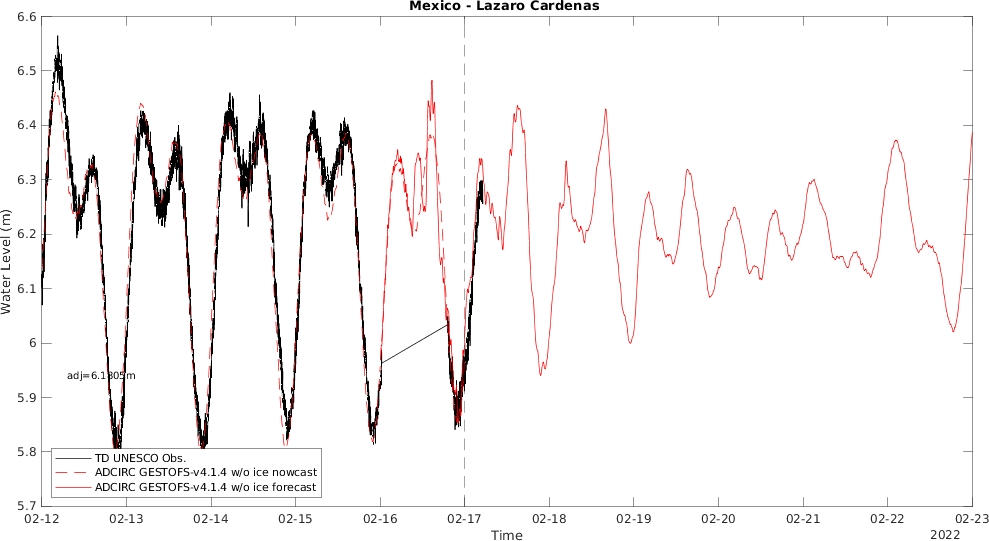 Mexico - Lazaro Cardenas
6.6
6.5
6.4
6.3
6.2
6.1
6
5.9
5.8
5.7
Water Level (m)
adj=6.1805m
TD UNESCO Obs.
ADCIRC GESTOFS-v4.1.4 w/o ice nowcast
ADCIRC GESTOFS-v4.1.4 w/o ice forecast
02-12 02-13 02-14 02-15 02-16 02-17 02-18 02-19 02-20 02-21 02-22 02-23
Time
2022